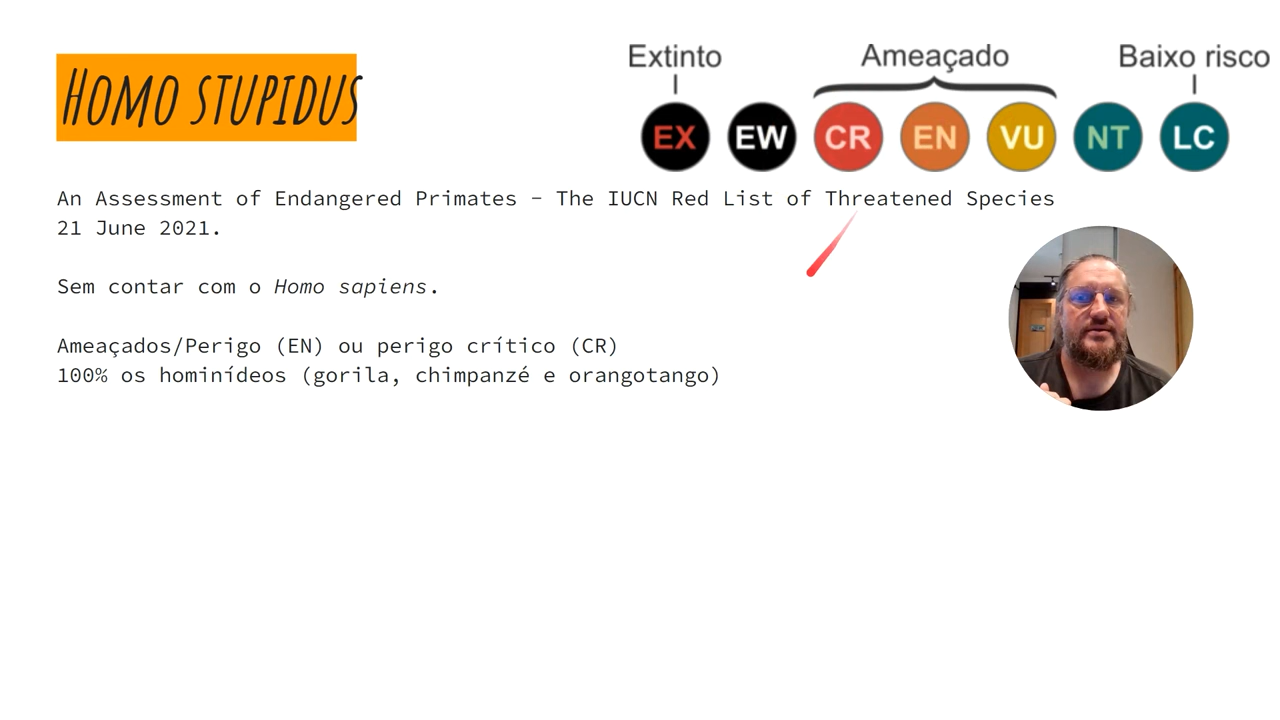 Homo stupidus
Extinto
Ameaçado
Baixo risco
EX EW CR EN VU NT LC
An Assessment of Endangered Primates - The IUCN Red List of Threatened Species
21 June 2021.
Sem contar com o Homo sapiens.
Ameaçados/Perigo (EN) ou perigo crítico (CR)
100% os hominídeos (gorila, chimpanzé e orangotango)